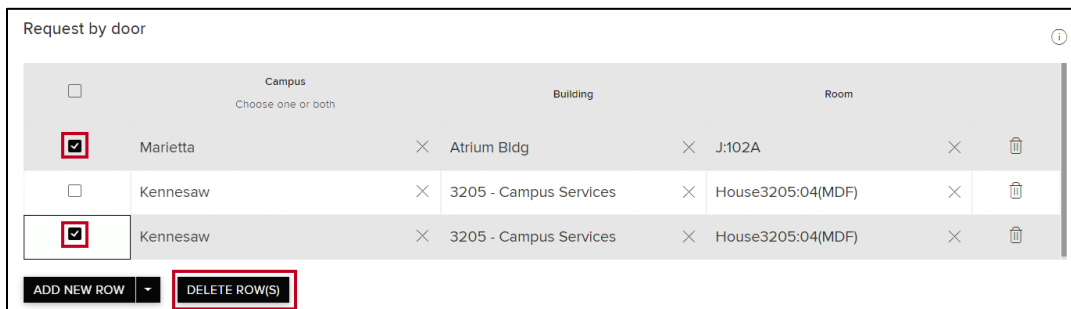 Request by door
Campus
Choose one or both
Building
Room
Marietta
Atrium Bldg
J:102A
Kennesaw
3205 - Campus Services
House3205:04(MDF)
Kennesaw
3205 - Campus Services
House3205:04(MDF)
ADD NEW ROW
DELETE ROW(S)